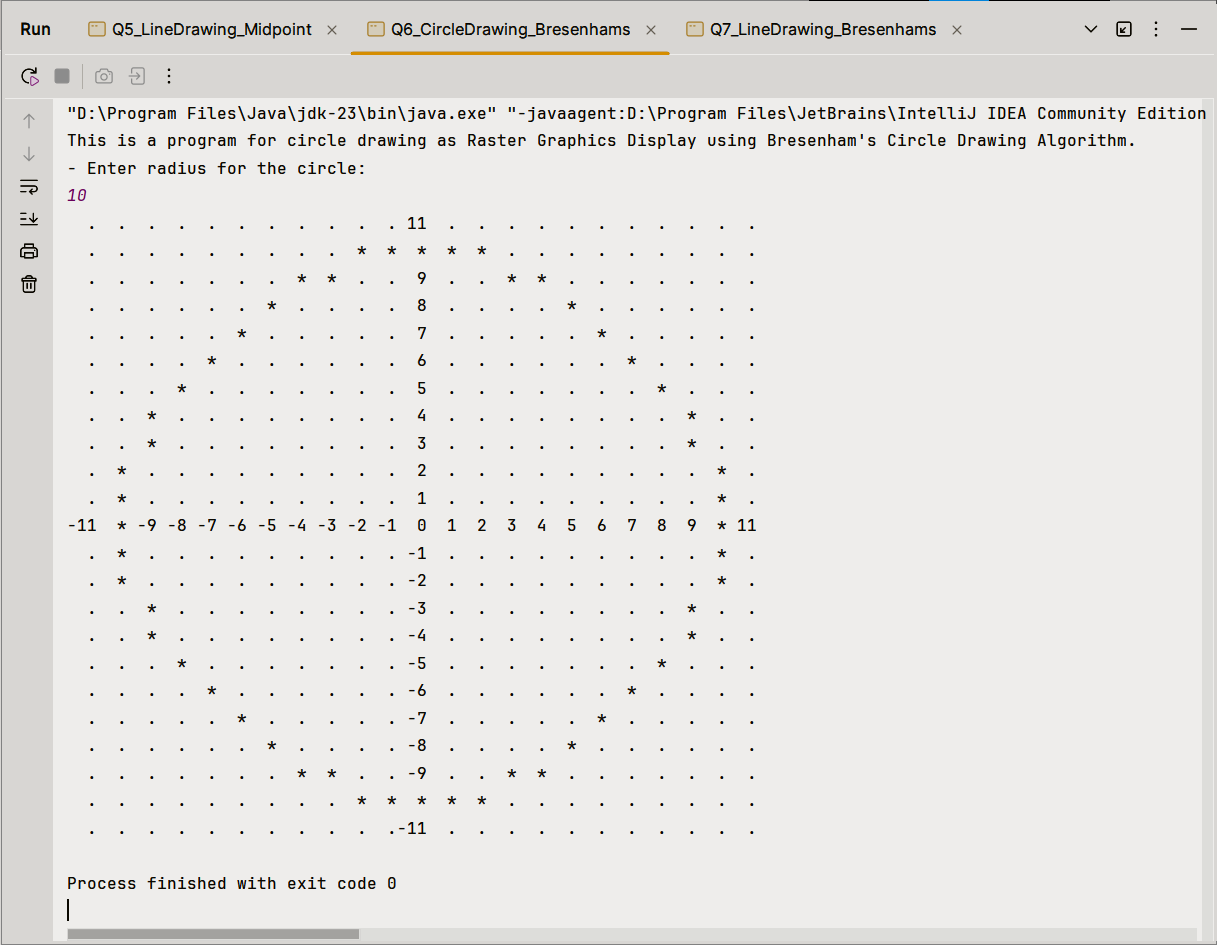 Run Q5_LineDrawing_Midpoint Q6_CircleDrawing_Bresenhams Q7_LineDrawing_Bresenhams
"D:\Program Files\Java\jdk-23\bin\java.exe" "-javaagent:D:\Program Files\JetBrains\IntelliJ IDEA Community Edition
This is a program for circle drawing as Raster Graphics Display using Bresenham's Circle Drawing Algorithm.
- Enter radius for the circle:
10
  .  .  .  .  .  .  .  .  .  .  . 11  .  .  .  .  .  .  .  .  .  .  .
  .  .  .  .  .  .  .  .  .  *  *  *  *  *  .  .  .  .  .  .  .  .  .
  .  .  .  .  .  .  .  *  *  .  .  9  .  .  *  *  .  .  .  .  .  .  .
  .  .  .  .  .  .  *  .  .  .  .  8  .  .  .  .  *  .  .  .  .  .  .
  .  .  .  .  .  *  .  .  .  .  .  7  .  .  .  .  .  *  .  .  .  .  .
  .  .  .  .  *  .  .  .  .  .  .  6  .  .  .  .  .  .  *  .  .  .  .
  .  .  .  *  .  .  .  .  .  .  .  5  .  .  .  .  .  .  .  *  .  .  .
  .  .  *  .  .  .  .  .  .  .  .  4  .  .  .  .  .  .  .  .  *  .  .
  .  .  *  .  .  .  .  .  .  .  .  3  .  .  .  .  .  .  .  .  *  .  .
  .  *  .  .  .  .  .  .  .  .  .  2  .  .  .  .  .  .  .  .  .  *  .
  .  *  .  .  .  .  .  .  .  .  .  1  .  .  .  .  .  .  .  .  .  *  .
-11  * -9 -8 -7 -6 -5 -4 -3 -2 -1  0  1  2  3  4  5  6  7  8  9  * 11
  .  *  .  .  .  .  .  .  .  .  . -1  .  .  .  .  .  .  .  .  .  *  .
  .  *  .  .  .  .  .  .  .  .  . -2  .  .  .  .  .  .  .  .  .  *  .
  .  .  *  .  .  .  .  .  .  .  . -3  .  .  .  .  .  .  .  .  *  .  .
  .  .  *  .  .  .  .  .  .  .  . -4  .  .  .  .  .  .  .  .  *  .  .
  .  .  .  *  .  .  .  .  .  .  . -5  .  .  .  .  .  .  .  *  .  .  .
  .  .  .  .  *  .  .  .  .  .  . -6  .  .  .  .  .  .  *  .  .  .  .
  .  .  .  .  .  *  .  .  .  .  . -7  .  .  .  .  .  *  .  .  .  .  .
  .  .  .  .  .  .  *  .  .  .  . -8  .  .  .  .  *  .  .  .  .  .  .
  .  .  .  .  .  .  .  *  *  .  . -9  .  .  *  *  .  .  .  .  .  .  .
  .  .  .  .  .  .  .  .  .  *  *  *  *  *  .  .  .  .  .  .  .  .  .
  .  .  .  .  .  .  .  .  .  .  .-11  .  .  .  .  .  .  .  .  .  .  .
Process finished with exit code 0